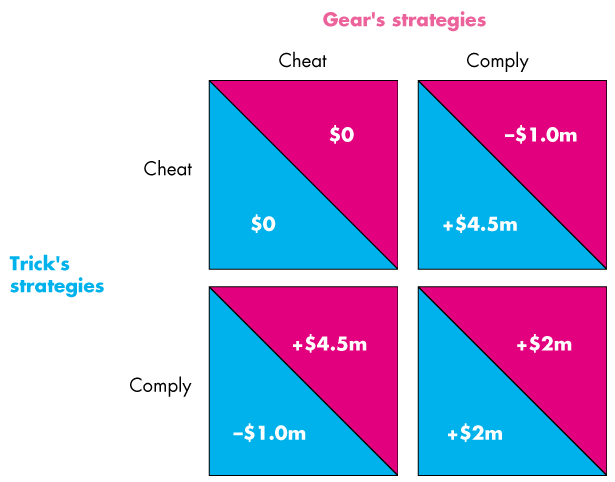 Gear's strategies
Cheat Comply
Cheat
$0 –$1.0m
$0 +$4.5m
Trick's
strategies
Comply
+$4.5m +$2m
–$1.0m +$2m